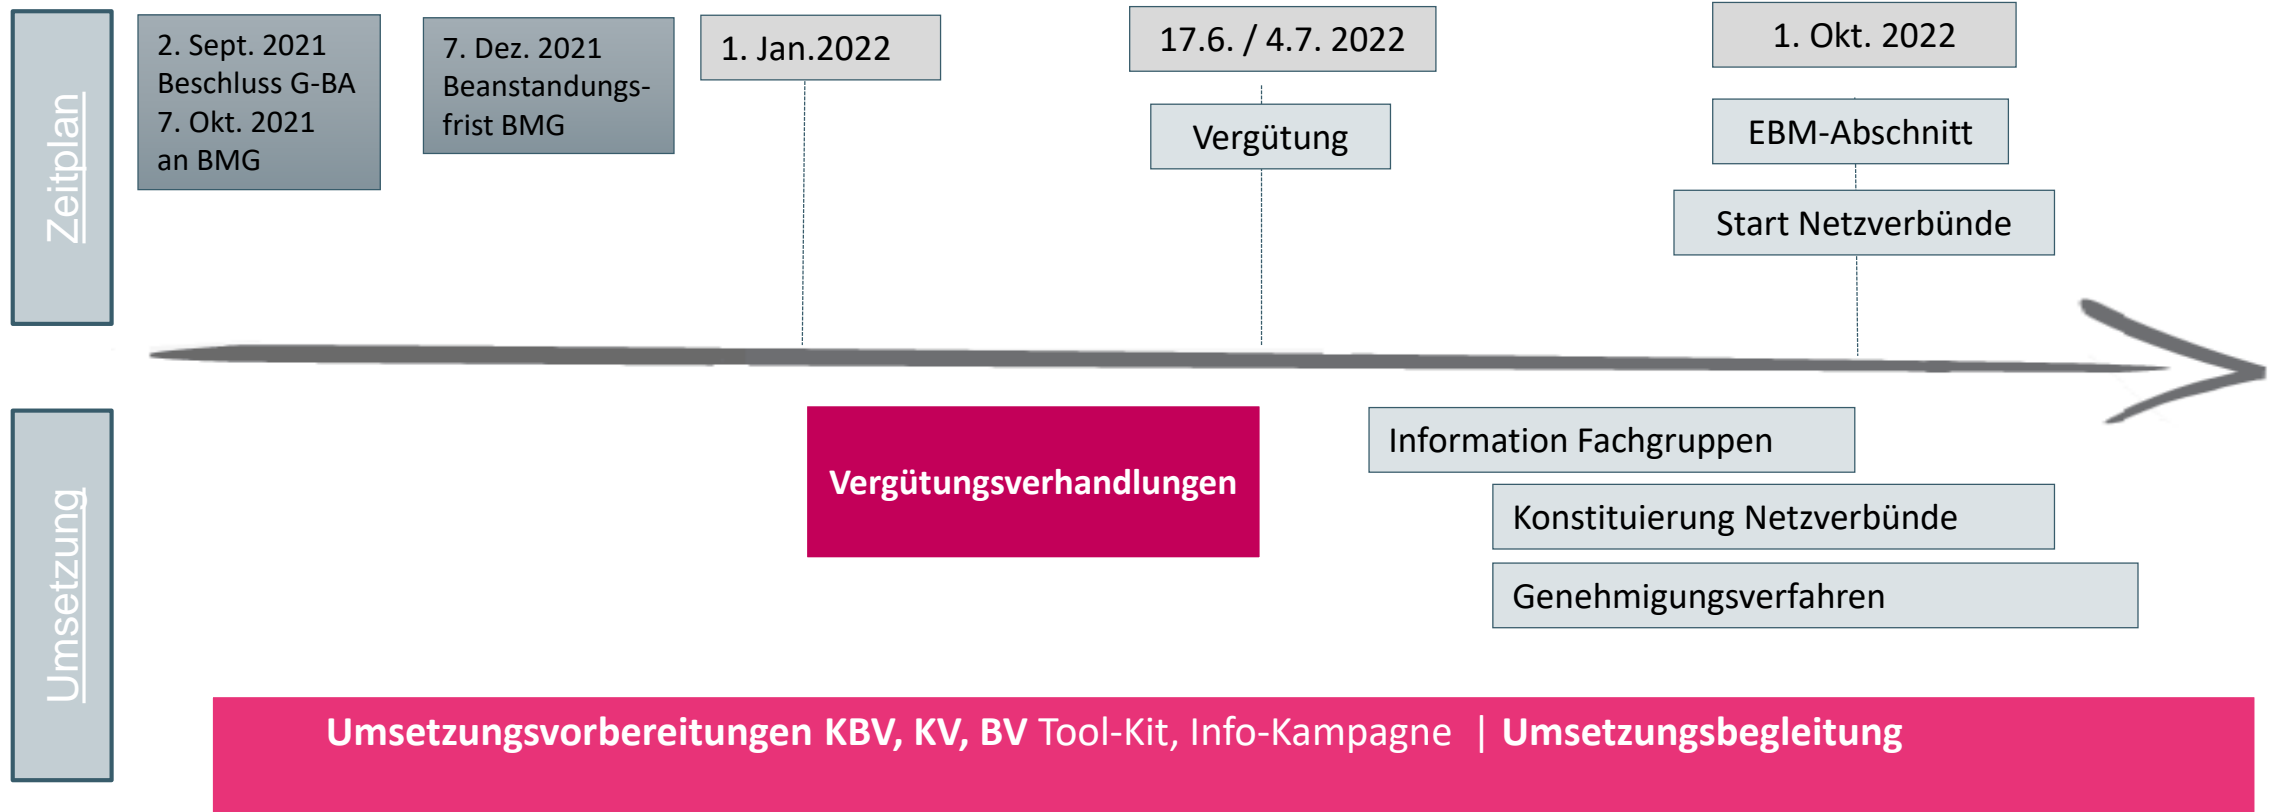 Zeitplan
2. Sept. 2021
Beschluss G-BA
7. Okt. 2021
an BMG
7. Dez. 2021
Beanstandungs-
frist BMG
1. Jan.2022
17.6. / 4.7. 2022
Vergütung
1. Okt. 2022
EBM-Abschnitt
Start Netzverbünde
Umsetzung
Vergütungsverhandlungen
Information Fachgruppen
Konstituierung Netzverbünde
Genehmigungsverfahren
Umsetzungsvorbereitungen KBV, KV, BV Tool-Kit, Info-Kampagne | Umsetzungsbegleitung